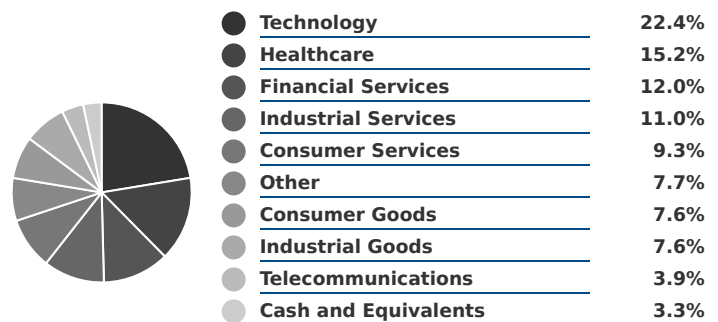 Technology 22.4%
Healthcare 15.2%
Financial Services 12.0%
Industrial Services 11.0%
Consumer Services 9.3%
Other 7.7%
Consumer Goods 7.6%
Industrial Goods 7.6%
Telecommunications 3.9%
Cash and Equivalents 3.3%